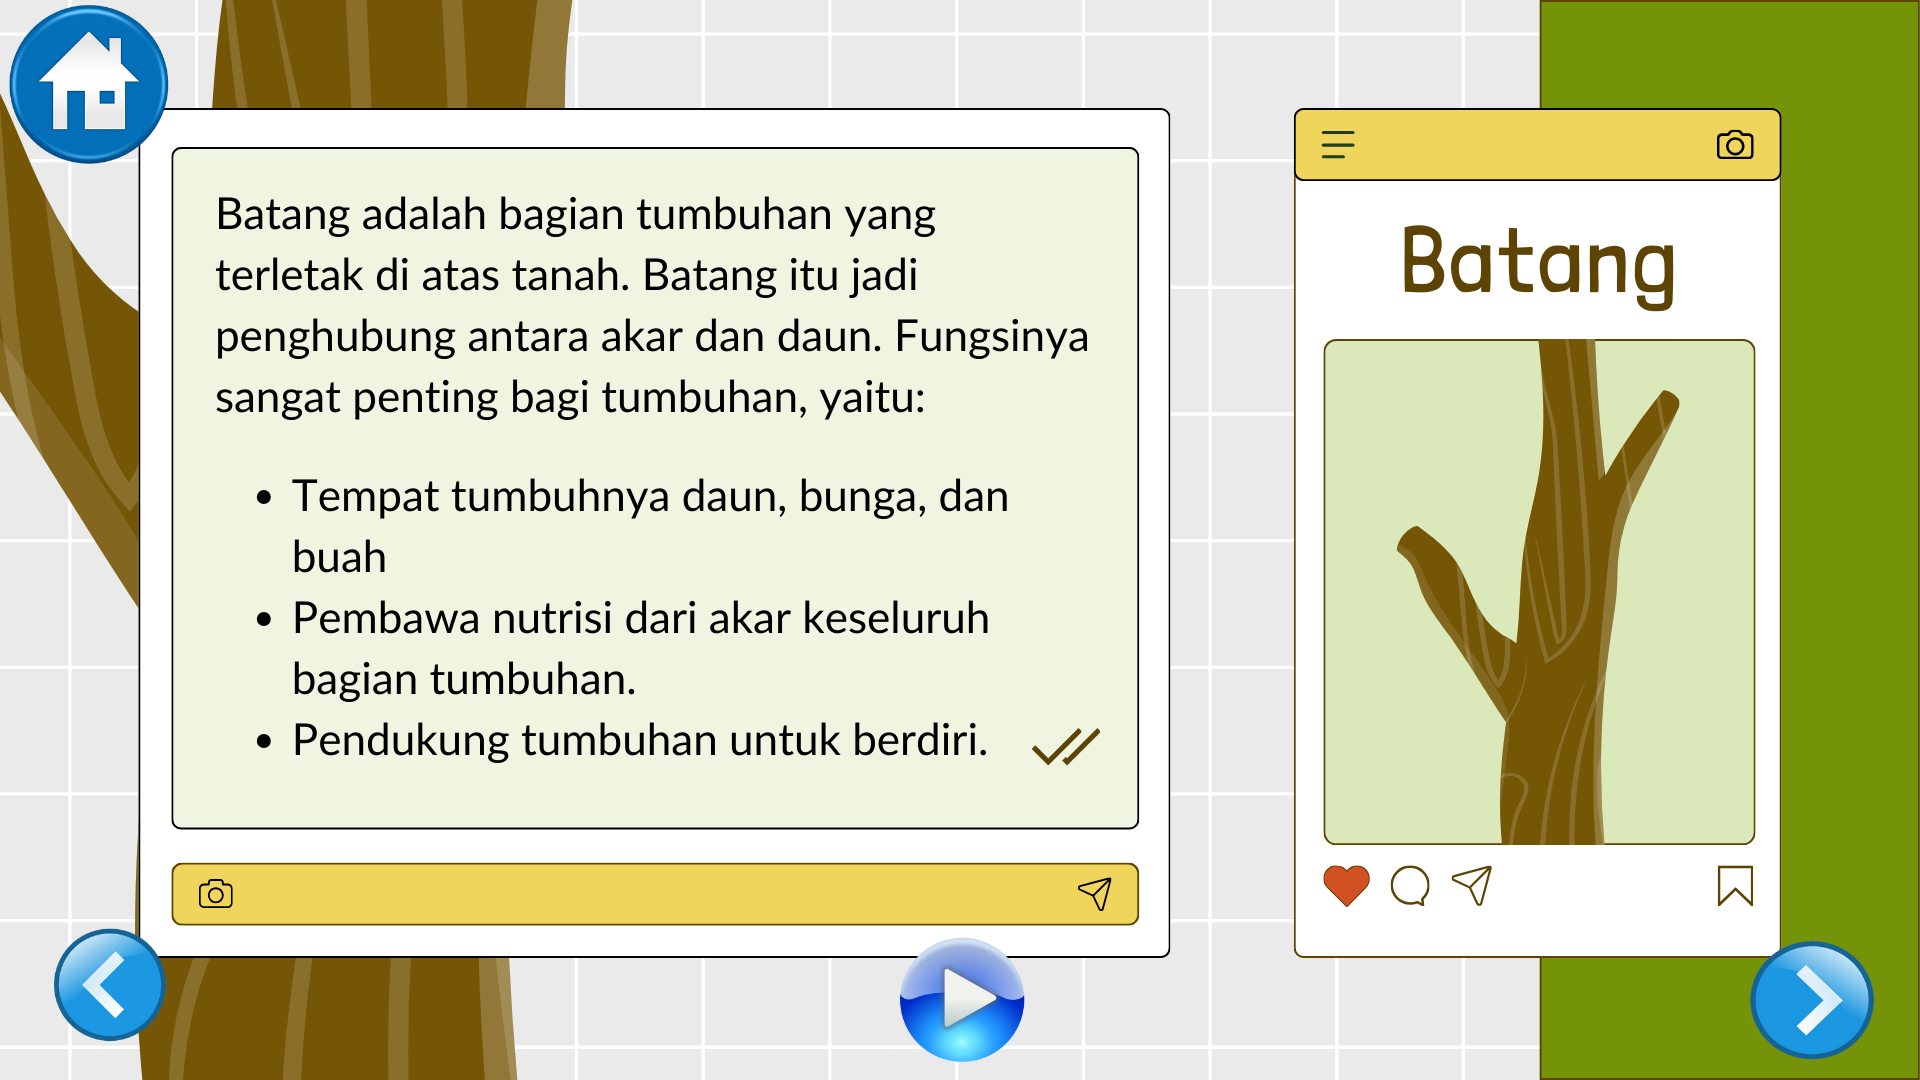 Batang adalah bagian tumbuhan yang
terletak di atas tanah. Batang itu jadi
penghubung antara akar dan daun. Fungsinya
sangat penting bagi tumbuhan, yaitu:
• Tempat tumbuhnya daun, bunga, dan
buah
• Pembawa nutrisi dari akar keseluruh
bagian tumbuhan.
• Pendukung tumbuhan untuk berdiri.
Batang